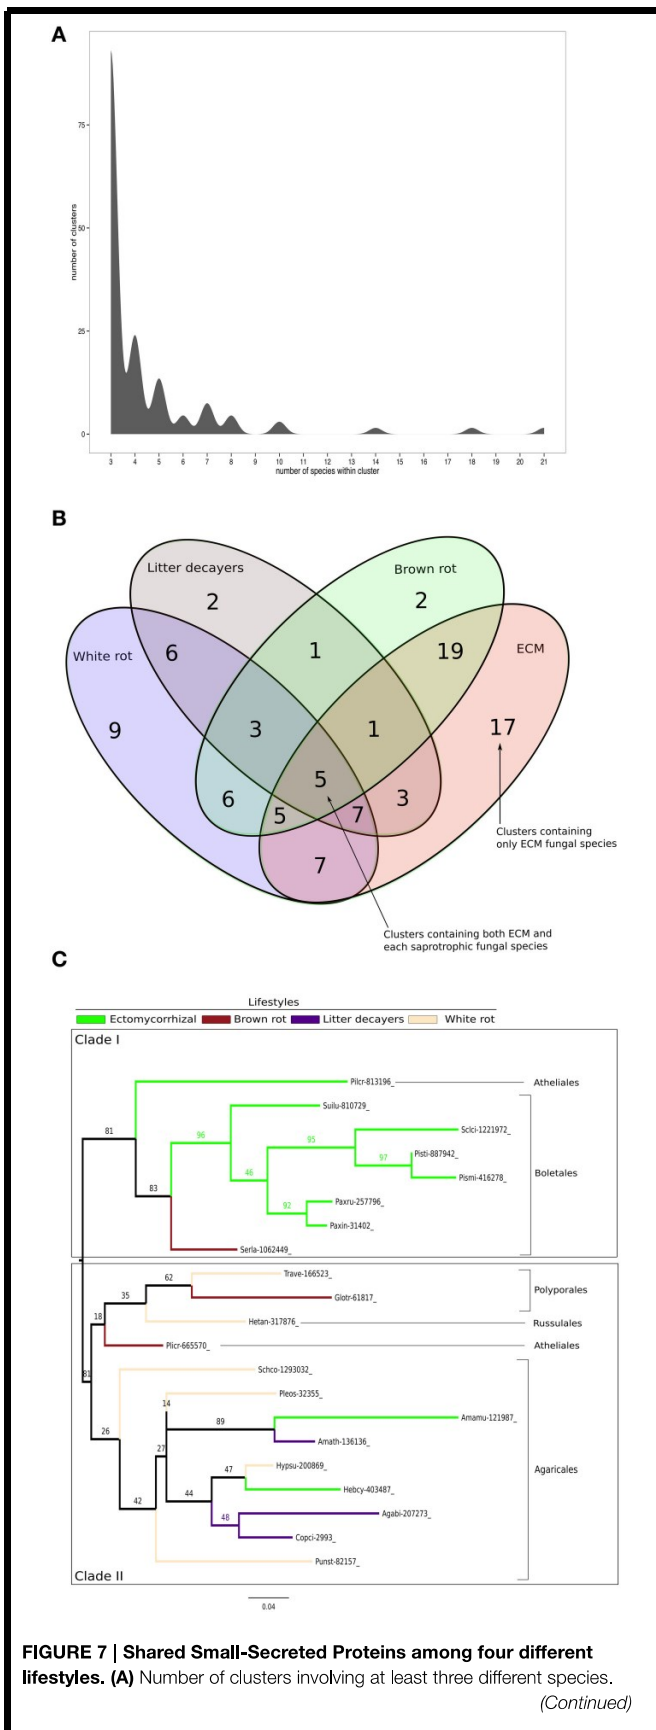 A
number of clusters
75
50
25
0
3 4 5 6 7 8 9 10 11 12 13 14 15 16 17 18 19 20 21
number of species within cluster
B
Litter decayers
Brown rot
2
2
White rot
6
1
19
ECM
9
3
1
17
5
6
5
7
3
7
Clusters containing
only ECM fungal species
Clusters containing both ECM and
each saprotrophic fungal species
C
Lifestyles
Ectomycorrhizal Brown rot Litter decayers White rot
Clade I
Pilcr-813196_ Atheliales
Suilu-810729_
81
96
95
Sclci-1221972_
Pisti-887942_
97
Boletales
46
Pismi-416278_
83
92
Paxru-257796_
Paxin-31402_
Serla-1062449_
Trave-166523_
62
Polyporales
35
Glotr-61817_
18
Hetan-317876_ Russulales
Plicr-665570_ Atheliales
81
Schco-1293032_
Pleos-32355_
14
Amamu-121987_
89
26
Amath-136136_
27
Hypsu-200869_
47
Agaricales
44
Hebcy-403487_
42
Agabi-207273_
48
Copci-2993_
Punst-82157_
Clade II
0.04
FIGURE 7 | Shared Small-Secreted Proteins among four different
lifestyles. (A) Number of clusters involving at least three different species.
(Continued)